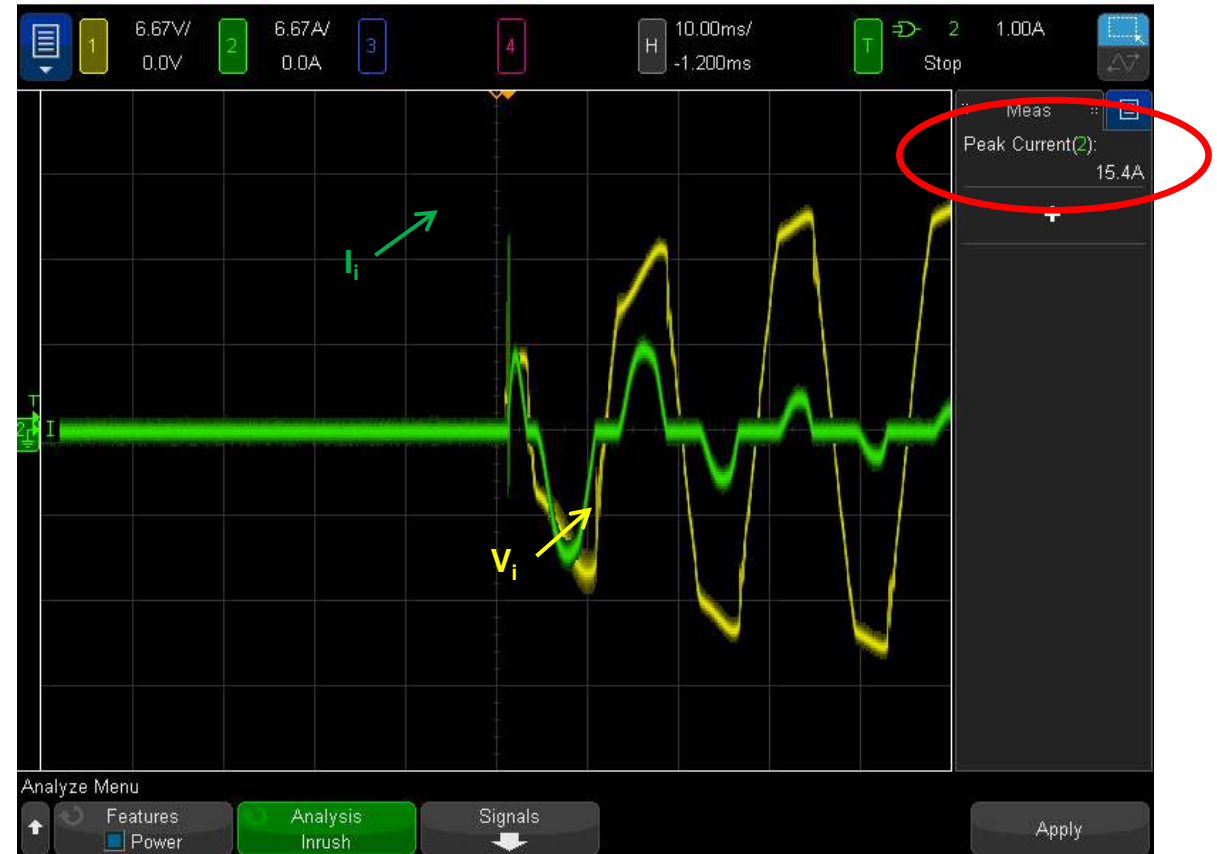 1 6.67V/ 2 6.67A/ 3 4 H 10.00ms/ T 2 1.00A
0.0V 0.0A -1.200ms Stop
Meas
Peak Current(2):
15.4A
+
Ii
T
2 I
Vi
Analyze Menu
Features Analysis Signals
Power Inrush
Apply